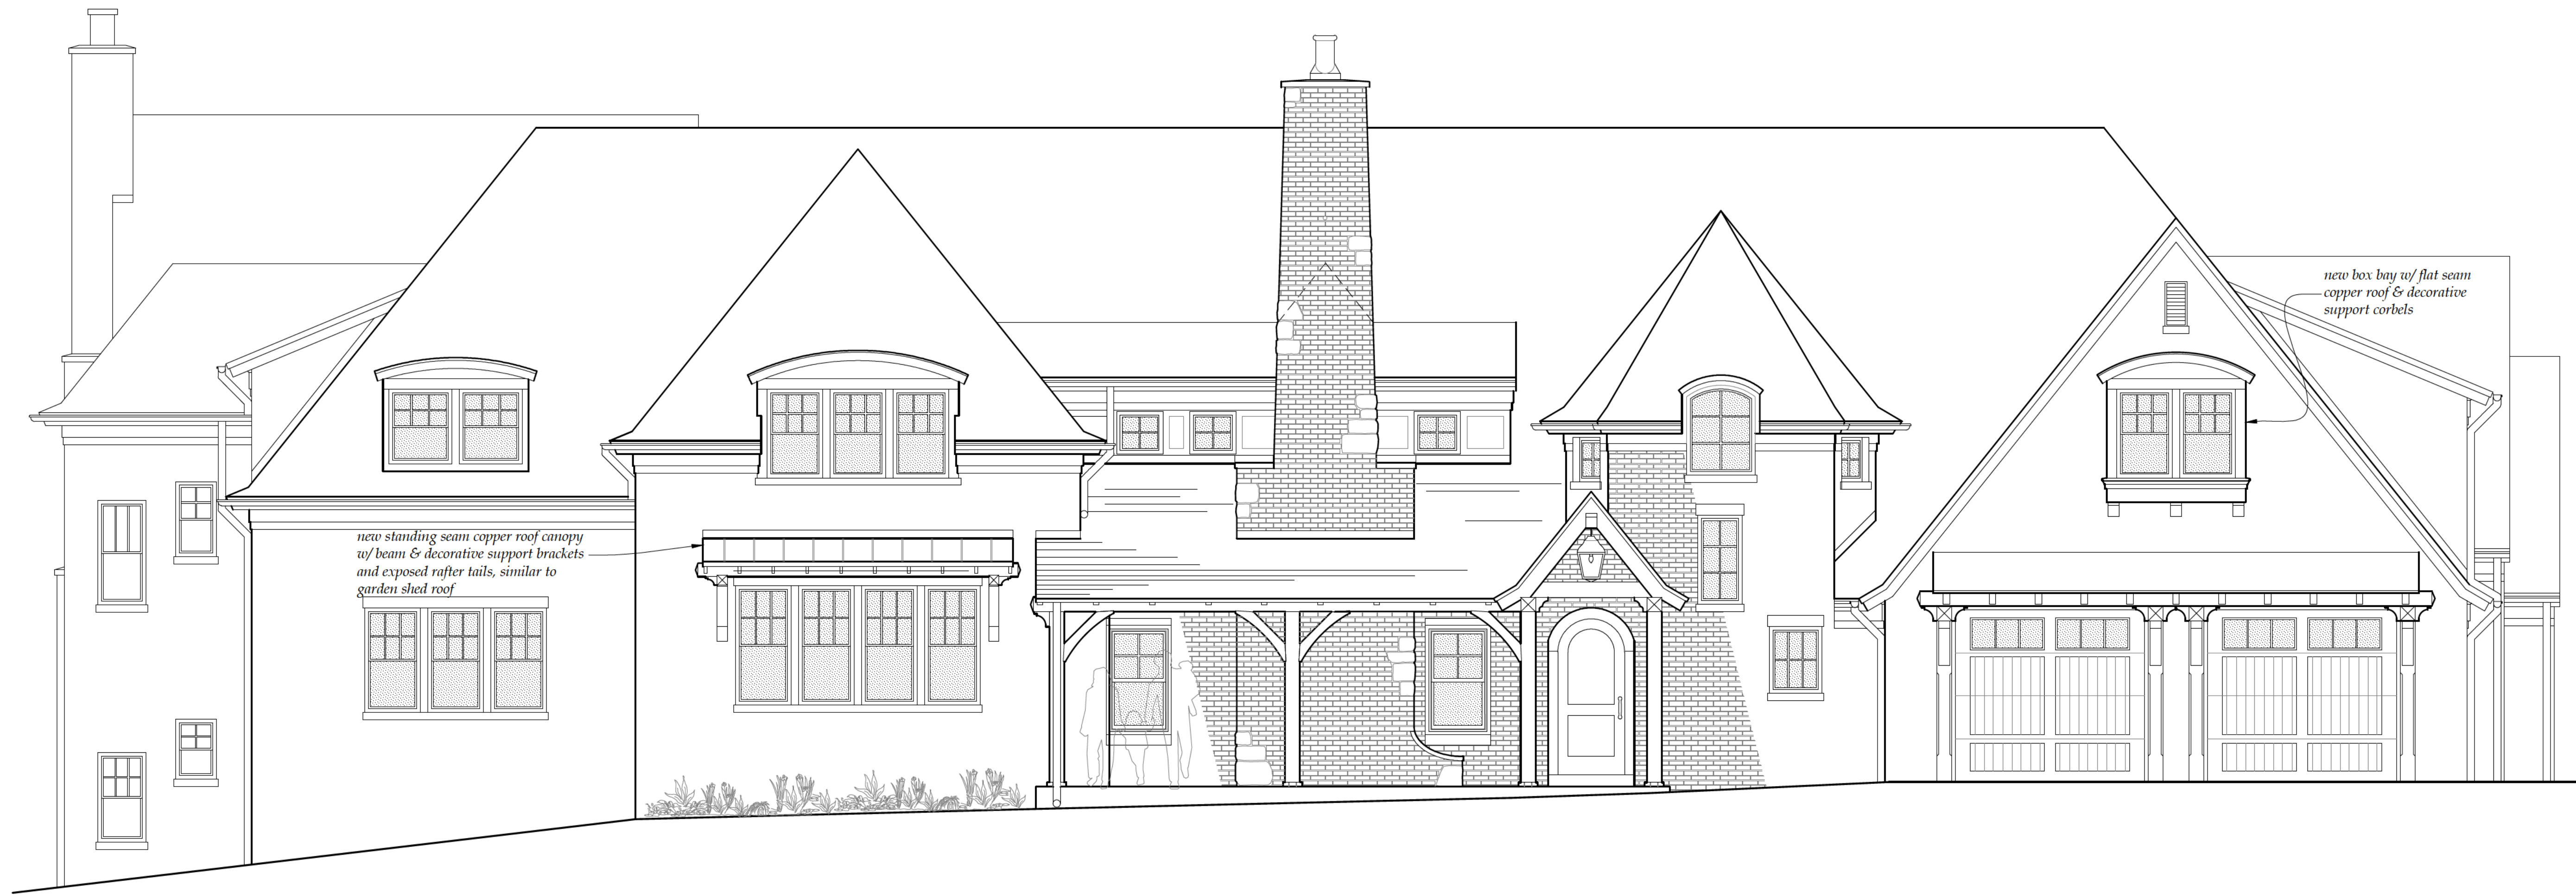 new standing seam copper roof canopy
w/ beam & decorative support brackets
and exposed rafter tails, similar to
garden shed roof
new box bay w/ flat seam
copper roof & decorative
support corbels